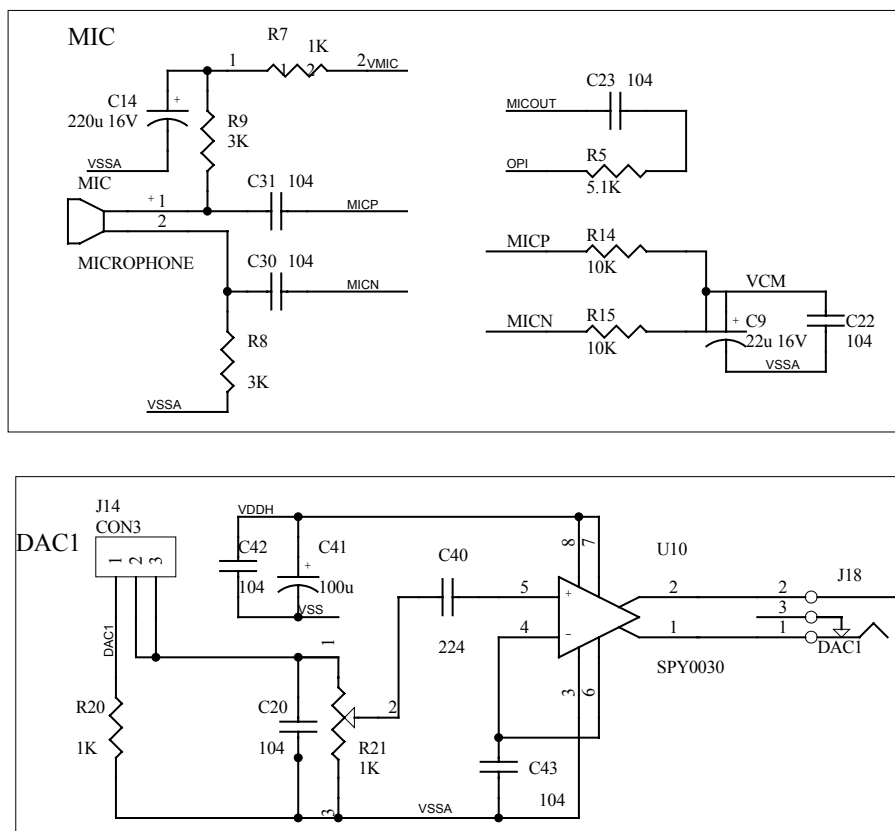 MIC
R7
1K
1
1 2
2
VMIC
C14
220u 16V
+
R9
3K
VSSA
MIC
+ 1
2
MICROPHONE
C31 104
MICP
C30 104
MICN
R8
3K
VSSA
C23 104
MICOUT
OPI
R5
5.1K
MICP
R14
10K
MICN
R15
10K
VCM
+
C9
22u 16V
VSSA
C22
104
DAC1
J14
CON3
1 2 3
DAC1
R20
1K
VDDH
C42
104
+
C41
100u
VSS
C20
104
1
2
3
R21
1K
VSSA
C40
224
5
4
+
−
8
7
3
6
C43
104
U10
SPY0030
2
1
2
3
1
J18
DAC1